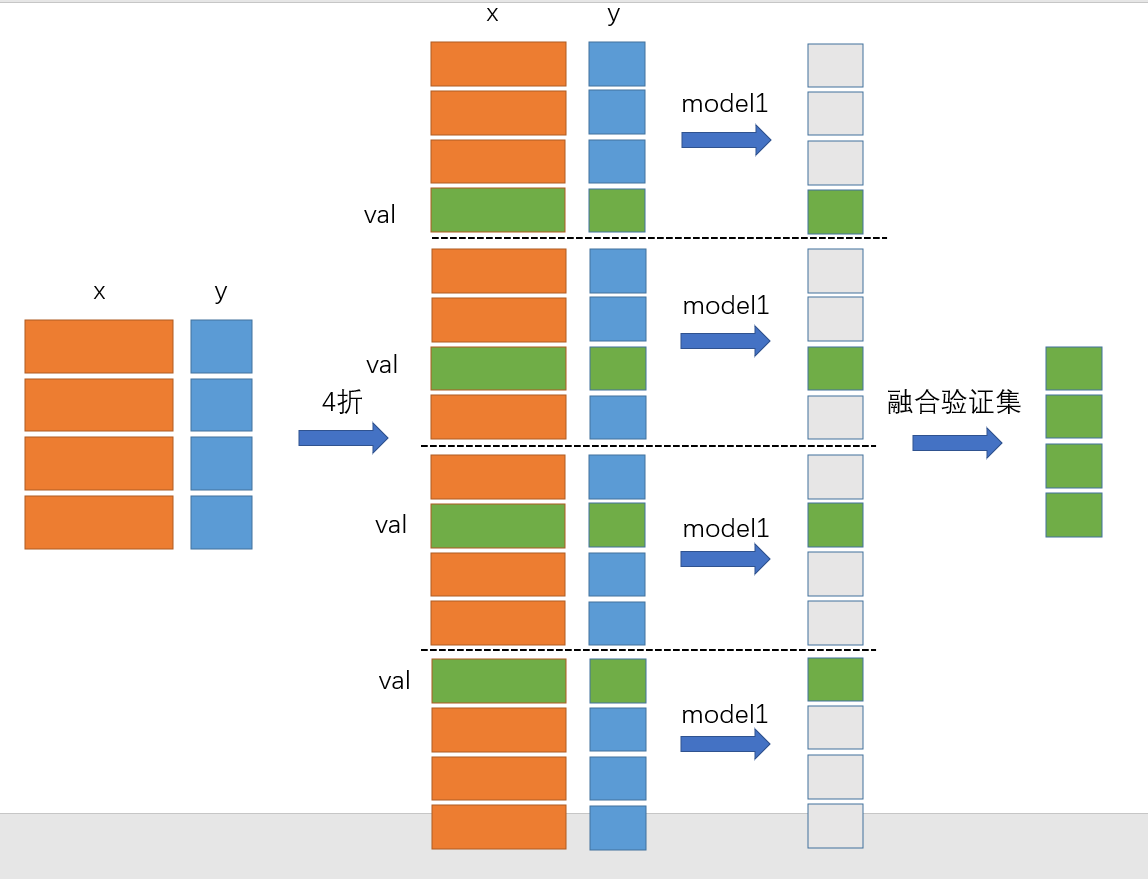 x
y
model1
val
model1
val
x
y
4折
融合验证集
val
model1
val
model1